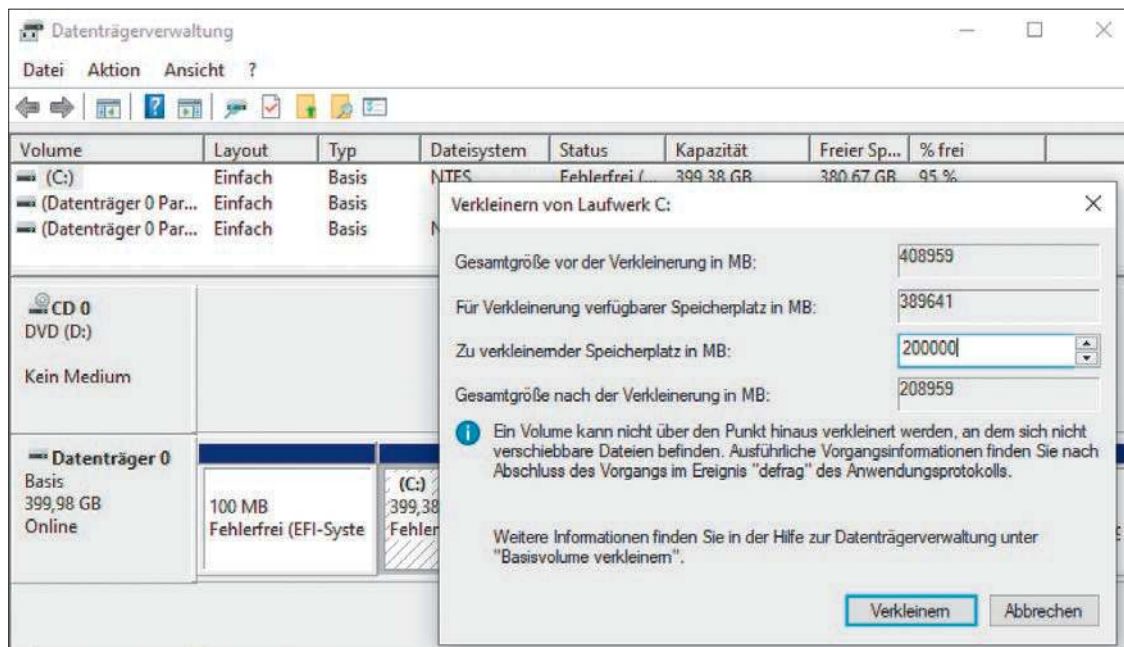 Datenträgerverwaltung
Datei Aktion Ansicht ?
Volume Layout Typ Dateisystem Status Kapazität Freier Sp... % frei
(C:) Einfach Basis NTFS Fehlerfrei (... 399,38 GB 380,67 GB 95 %
(Datenträger 0 Par... Einfach Basis
(Datenträger 0 Par... Einfach Basis
Verkleinern von Laufwerk C:
Gesamtgröße vor der Verkleinerung in MB: 408959
Für Verkleinerung verfügbarer Speicherplatz in MB: 389641
Zu verkleinernder Speicherplatz in MB: 200000
Gesamtgröße nach der Verkleinerung in MB: 208959
Ein Volume kann nicht über den Punkt hinaus verkleinert werden, an dem sich nicht
verschiebbare Dateien befinden. Ausführliche Vorgangsinformationen finden Sie nach
Abschluss des Vorgangs im Ereignis "defrag" des Anwendungsprotokolls.
Weitere Informationen finden Sie in der Hilfe zur Datenträgerverwaltung unter
"Basisvolume verkleinern".
Verkleinern Abbrechen
CD 0
DVD (D:)
Kein Medium
Datenträger 0
Basis
399,98 GB
Online
100 MB
Fehlerfrei (EFI-Syste
(C:)
399,38
Fehler